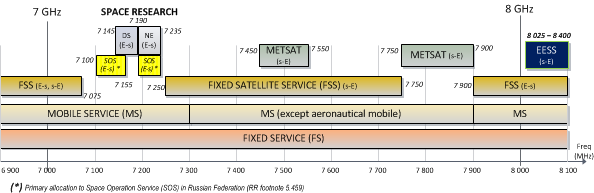 7 GHz
SPACE RESEARCH
8 GHz
7 190
7 145
DS
(E-s)
NE
(E-s)
7 235
8 025 – 8 400
7 100
SOS
(E-s) *
SOS
(E-s) *
7 450
METSAT
(s-E)
7 550
7 750
METSAT (s-E)
7 900
EESS
(s-E)
7 155
7 250
FSS (E-s, s-E)
7 075
FIXED SATELLITE SERVICE (FSS) (s-E)
7 750
7 900
FSS (E-s)
MOBILE SERVICE (MS)
MS (except aeronautical mobile)
MS
FIXED SERVICE (FS)
Freq
(MHz)
6 900
7 000
7 100
7 200
7 300
7 400
7 500
7 600
7 700
7 800
7 900
8 000
8 100
(*) Primary allocation to Space Operation Service (SOS) in Russian Federation (RR footnote 5.459)